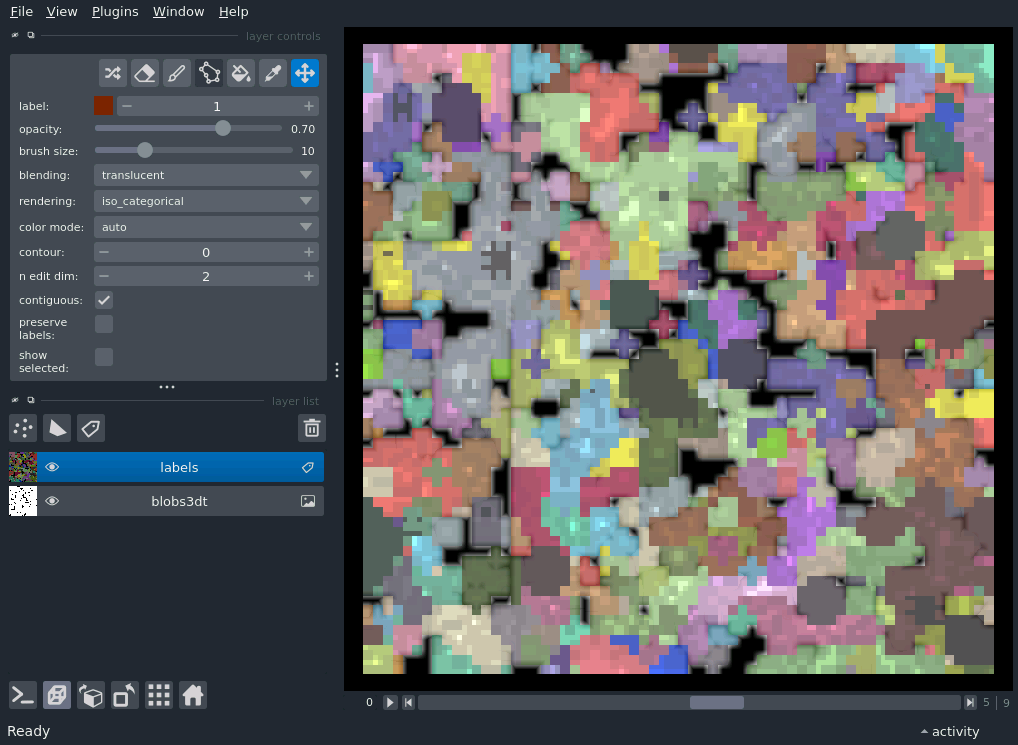 File View Plugins Window Help
layer controls
label: 1
opacity: 0.70
brush size: 10
blending: translucent
rendering: iso_categorical
color mode: auto
contour: 0
n edit dim: 2
contiguous:
preserve
labels:
show
selected:
layer list
labels
blobs3dt
0 5 9
Ready activity